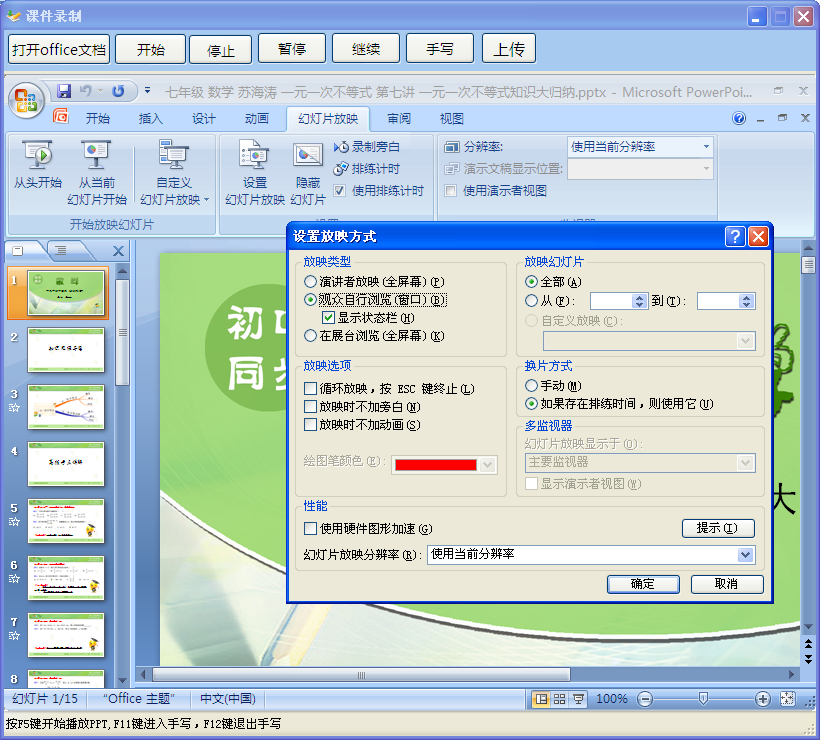 课件录制
打开office文档 开始 停止 暂停 继续 手写 上传
七年级 数学 苏海涛 一元一次不等式 第七讲 一元一次不等式知识大归纳.pptx - Microsoft PowerPoi...
开始 插入 设计 动画 幻灯片放映 审阅 视图
从头开始 从当前幻灯片开始 自定义幻灯片放映
开始放映幻灯片
设置幻灯片放映 隐藏幻灯片
录制旁白
排练计时
使用排练计时
分辨率: 使用当前分辨率
演示文稿显示位置:
使用演示者视图
设置放映方式
放映类型
演讲者放映(全屏幕)(P)
观众自行浏览(窗口)(B)
显示状态栏(H)
在展台浏览(全屏幕)(K)
放映选项
循环放映，按 ESC 键终止(L)
放映时不加旁白(N)
放映时不加动画(S)
绘图笔颜色(E):
放映幻灯片
全部(A)
从(F): 到(T):
自定义放映(C):
换片方式
手动(M)
如果存在排练时间，则使用它(U)
多监视器
幻灯片放映显示于(O):
主要监视器
显示演示者视图(W)
性能
使用硬件图形加速(G) 提示(I)
幻灯片放映分辨率(R): 使用当前分辨率
确定 取消
1
2
3
4
5
6
7
8
初
同
大
幻灯片 1/15 "Office 主题" 中文(中国) 100%
按F5键开始播放PPT,F11键进入手写，F12键退出手写